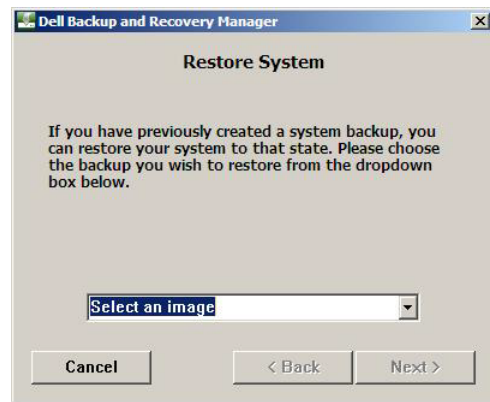 Dell Backup and Recovery Manager
Restore System
If you have previously created a system backup, you
can restore your system to that state. Please choose
the backup you wish to restore from the dropdown
box below.
Select an image
Cancel
< Back
Next >